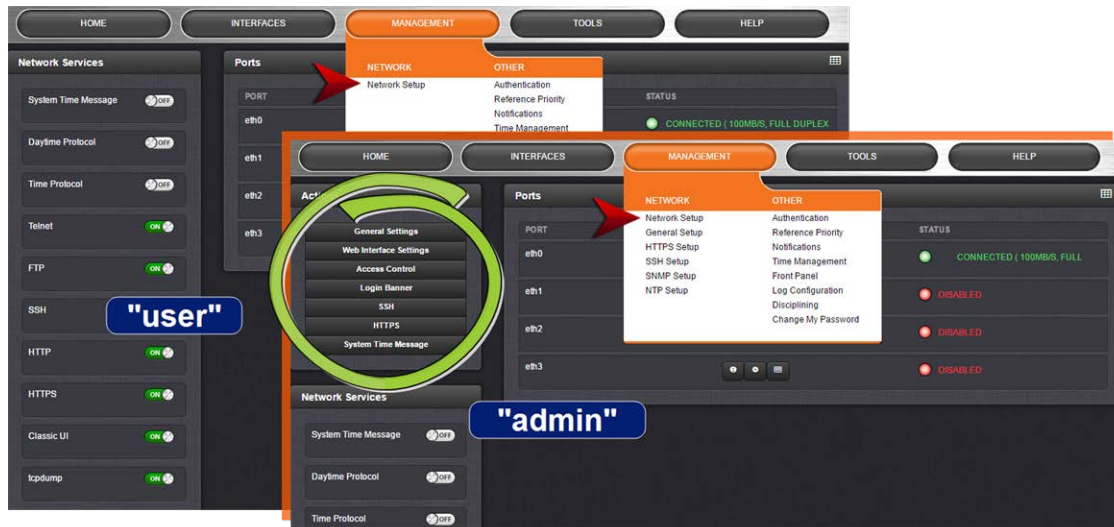 HOME INTERFACES MANAGEMENT TOOLS HELP
Network Services
System Time Message OFF
Daytime Protocol OFF
Time Protocol OFF
Telnet ON
FTP ON
SSH
HTTP ON
HTTPS ON
Classic UI ON
tcpdump ON
Ports
PORT STATUS
eth0 CONNECTED ( 100MB/S, FULL DUPLEX
eth1
eth2
eth3
NETWORK OTHER
Network Setup Authentication
Reference Priority
Notifications
Time Management
"user"
HOME INTERFACES MANAGEMENT TOOLS HELP
Acti
General Settings
Web Interface Settings
Access Control
Login Banner
SSH
HTTPS
System Time Message
Network Services
System Time Message OFF
Daytime Protocol OFF
Time Protocol OFF
Ports
PORT STATUS
eth0 CONNECTED ( 100MB/S, FULL
eth1 DISABLED
eth2 DISABLED
eth3 DISABLED
NETWORK OTHER
Network Setup Authentication
General Setup Reference Priority
HTTPS Setup Notifications
SSH Setup Time Management
SNMP Setup Front Panel
NTP Setup Log Configuration
Disciplining
Change My Password
"admin"